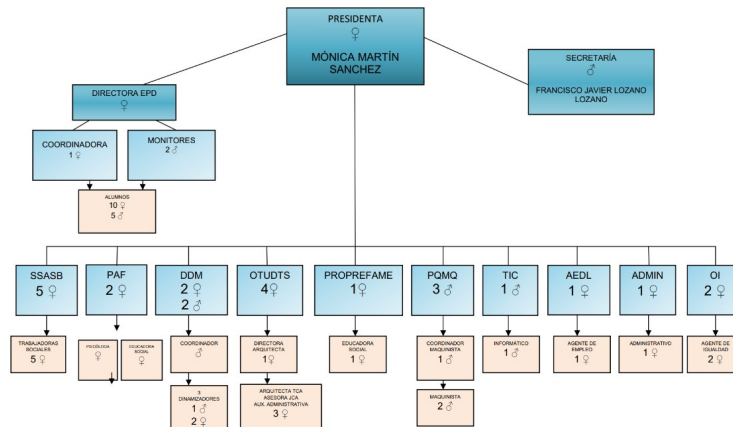 PRESIDENTA
♀
MÓNICA MARTÍN
SANCHEZ
SECRETARÍA
♂
FRANCISCO JAVIER LOZANO
LOZANO
DIRECTORA EPD
♀
COORDINADORA
1 ♀
MONITORES
2 ♂
ALUMNOS
10 ♀
5 ♂
SSASB
5 ♀
PAF
2 ♀
DDM
2 ♀
2 ♂
OTUDTS
4 ♀
PROPREFAME
1 ♀
PQMQ
3 ♂
TIC
1 ♂
AEDL
1 ♀
ADMIN
1 ♀
OI
2 ♀
TRABAJADORAS
SOCIALES
5 ♀
PSICÓLOGA
♀
EDUCADORA
SOCIAL
♀
COORDINADOR
♂
DIRECTORA
ARQUITECTA
1 ♀
EDUCADORA
SOCIAL
1 ♀
COORDINADOR
MAQUINISTA
1 ♂
INFORMÁTICO
1 ♂
AGENTE DE
EMPLEO
1 ♀
ADMINISTRATIVO
1 ♀
AGENTE DE
IGUALDAD
2 ♀
3
DINAMIZADORES
1 ♂
2 ♀
ARQUITECTA TCA
ASESORA JCA
AUX. ADMINISTRATIVA
3 ♀
MAQUINISTA
2 ♂